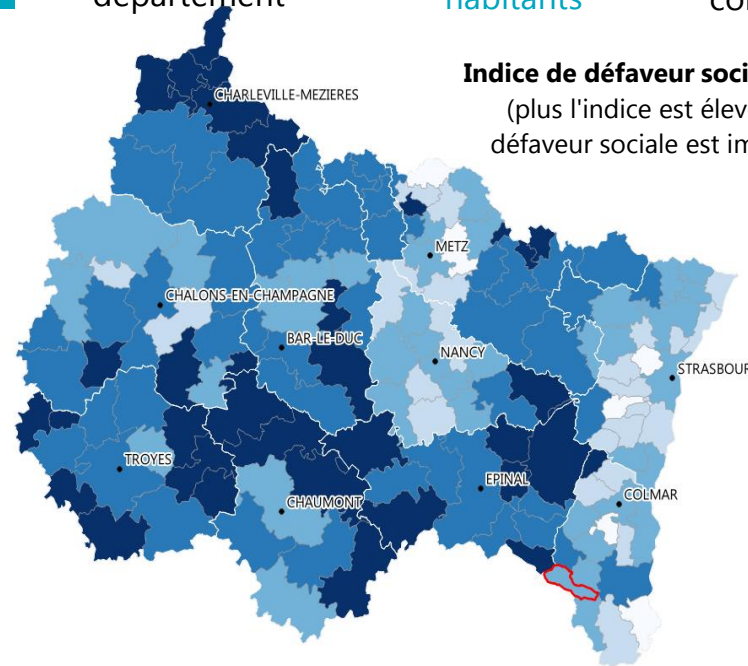 département
habitants
Indice de défaveur soci
(plus l'indice est élev
défaveur sociale est im
CHARLEVILLE-MEZIERES
METZ
CHALONS-EN-CHAMPAGNE
BAR-LE-DUC
NANCY
STRASBOUR
TROYES
EPINAL
CHAUMONT
COLMAR